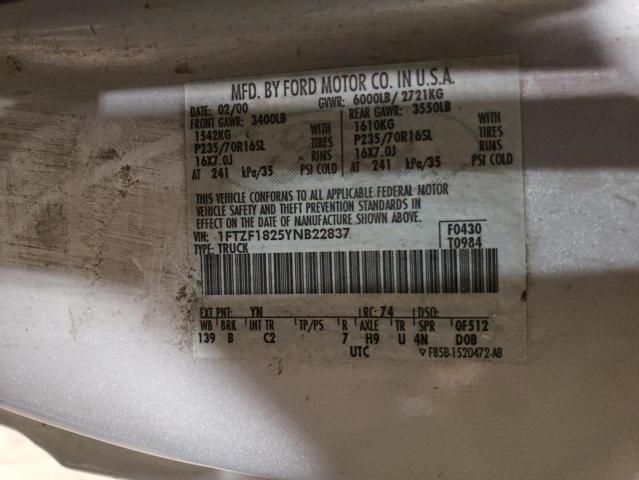 MFD. BY FORD MOTOR CO. IN U.S.A.
DATE: 02/00 GVWR: 6000LB/ 2721KG
FRONT GAWR: 3400LB REAR GAWR: 3550LB
1542KG WITH 1610KG WITH
P235/70R16SL TIRES P235/70R16SL TIRES
16X7.0J RIMS 16X7.0J RIMS
AT 241 kPa/35 PSI COLD AT 241 kPa/35 PSI COLD
THIS VEHICLE CONFORMS TO ALL APPLICABLE FEDERAL MOTOR
VEHICLE SAFETY AND THEFT PREVENTION STANDARDS IN
EFFECT ON THE DATE OF MANUFACTURE SHOWN ABOVE.
VIN: 1FTZF1825YNB22837 F0430
TYPE: TRUCK T0984
EXT PNT: YN RC: 74 DSO:
WB BRK INT TR TP/PS R AXLE TR SPR 0F512
139 B C2 7 H9 U 4N D0B
UTC ▽ F85B-1520472-AB